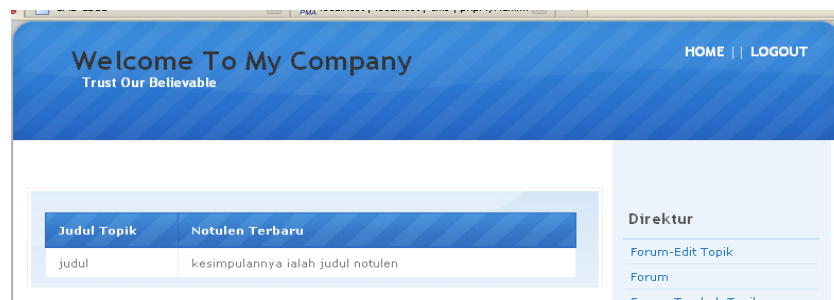 Welcome To My Company
Trust Our Believable
HOME || LOGOUT
Judul Topik Notulen Terbaru
judul kesimpulannya ialah judul notulen
Direktur
Forum-Edit Topik
Forum